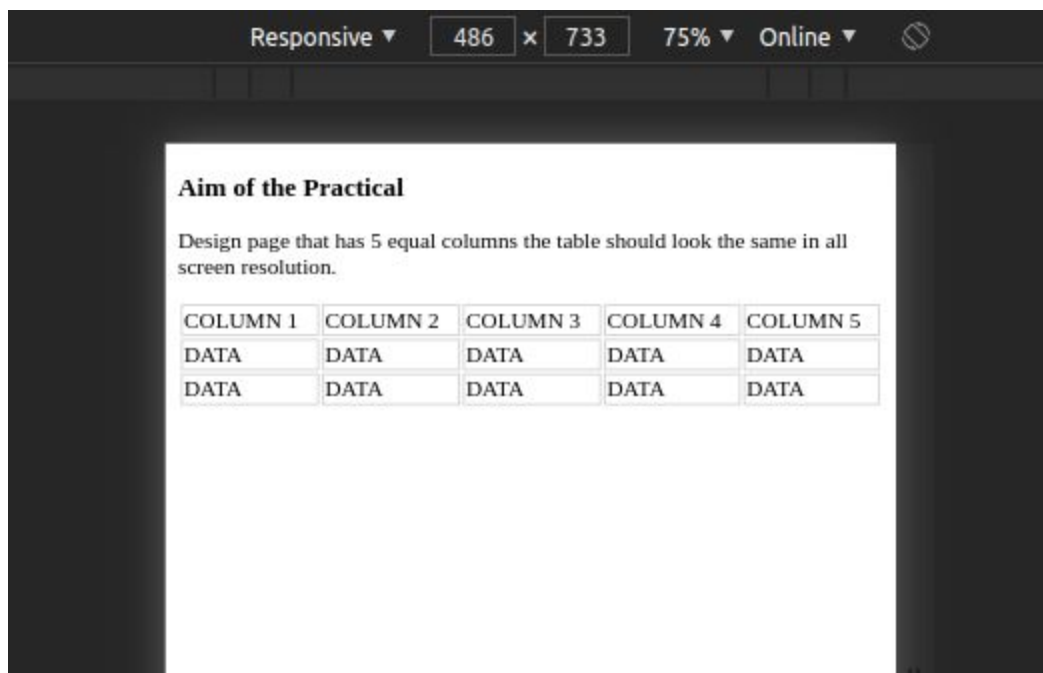 Responsive ▼ 486 × 733 75% ▼ Online ▼
Aim of the Practical
Design page that has 5 equal columns the table should look the same in all
screen resolution.
COLUMN 1 COLUMN 2 COLUMN 3 COLUMN 4 COLUMN 5
DATA DATA DATA DATA DATA
DATA DATA DATA DATA DATA